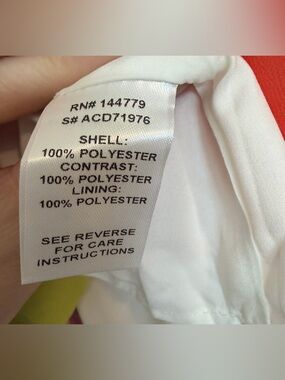 RN# 144779
S# ACD71976
SHELL:
100% POLYESTER
CONTRAST:
100% POLYESTER
LINING:
100% POLYESTER
SEE REVERSE
FOR CARE
INSTRUCTIONS